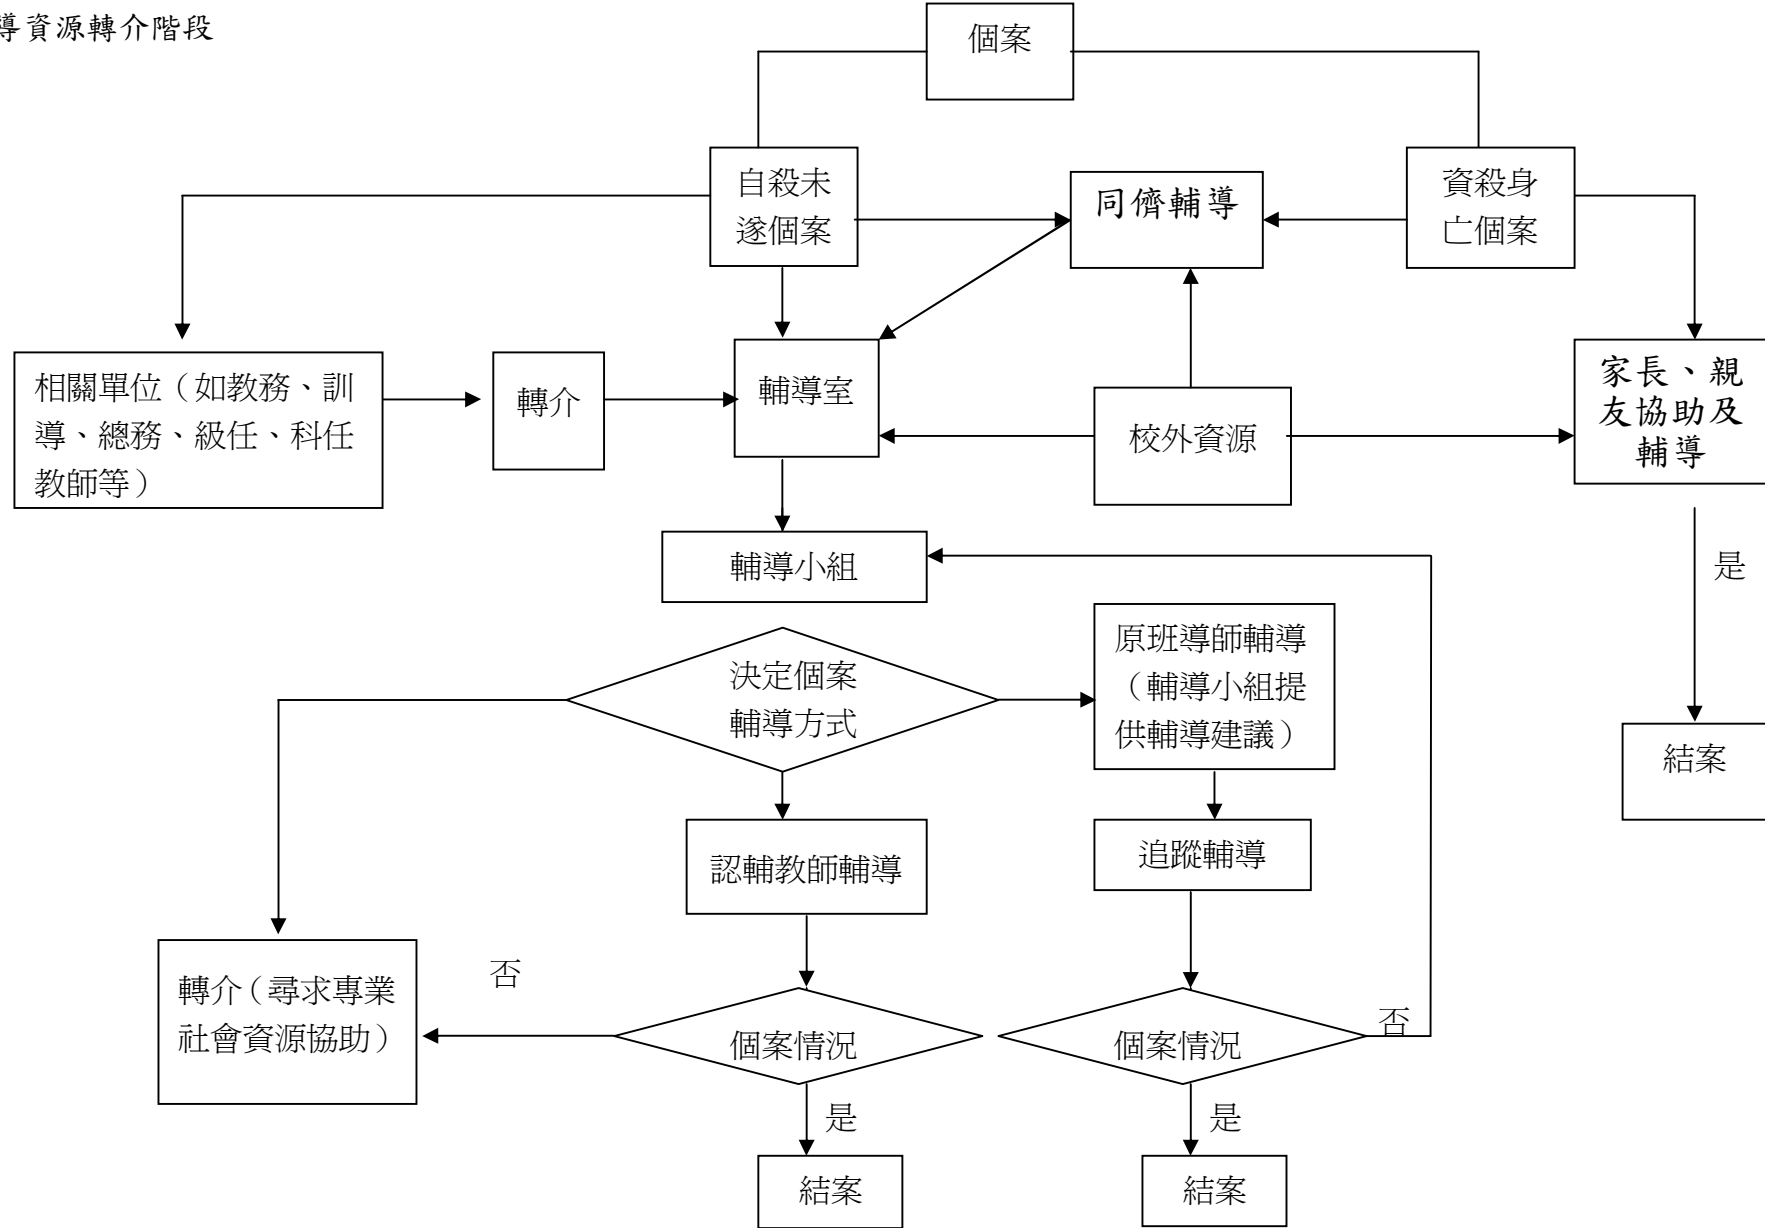 導資源轉介階段
個案
自殺未
遂個案
同儕輔導
資殺身
亡個案
相關單位（如教務、訓
導、總務、級任、科任
教師等）
轉介
輔導室
校外資源
家長、親
友協助及
輔導
輔導小組
是
決定個案
輔導方式
原班導師輔導
（輔導小組提
供輔導建議）
結案
認輔教師輔導
追蹤輔導
轉介（尋求專業
社會資源協助）
否
個案情況
個案情況
否
是
是
結案
結案